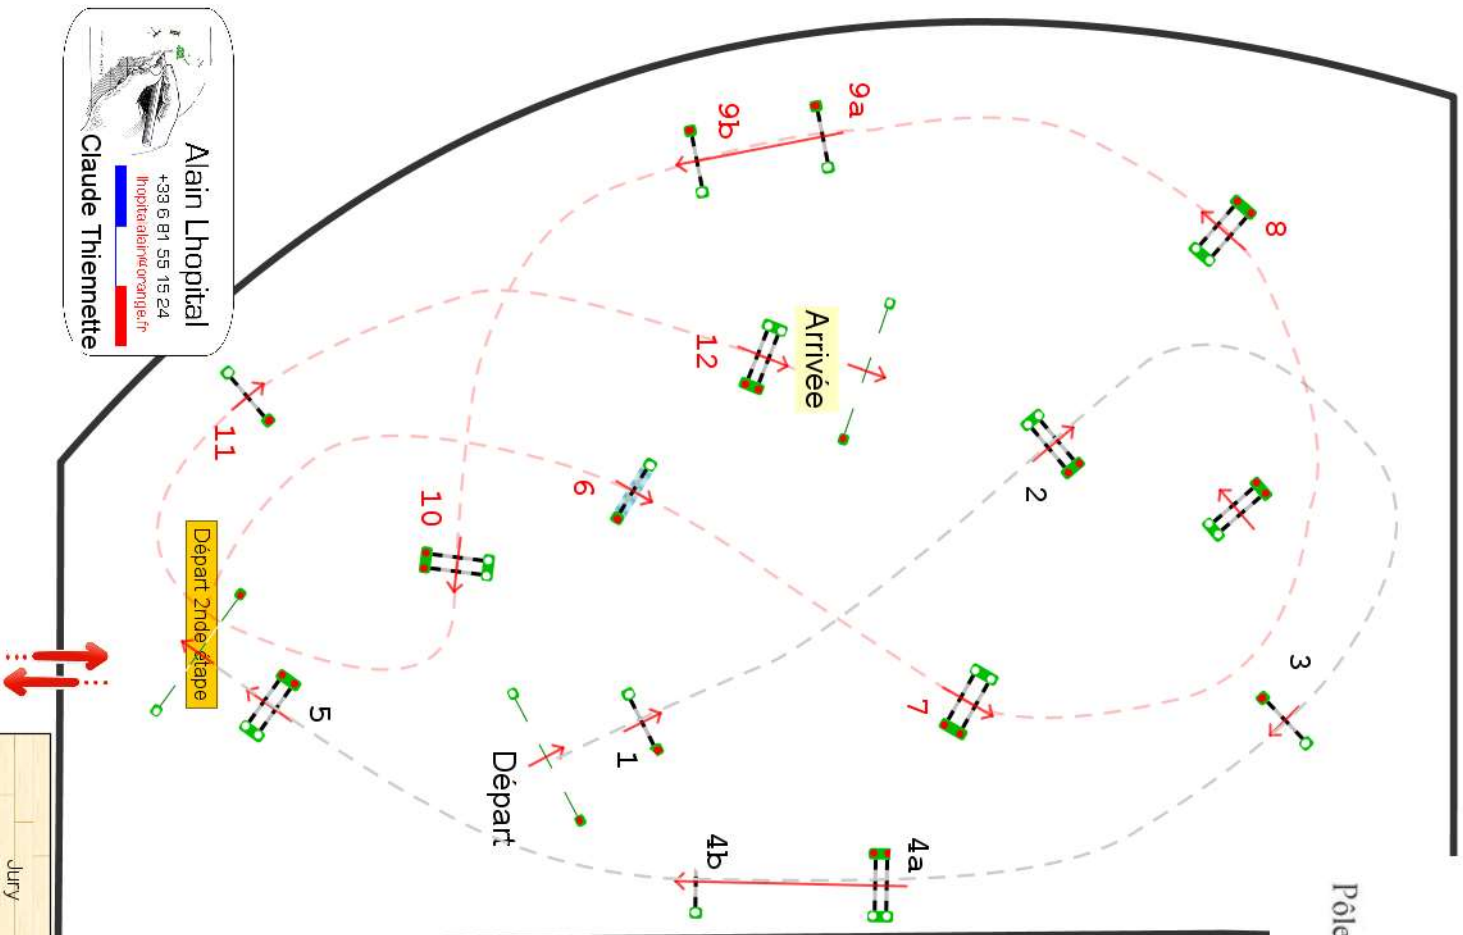 Alain Lhopital
+33 6 81 55 15 24
lhopitalalain@orange.fr
Claude Thiennette
9a
9b
8
Arrivée
12
11
2
6
10
3
Départ 2nde étape
7
5
1
Départ
4a
4b
Pôle
Jury